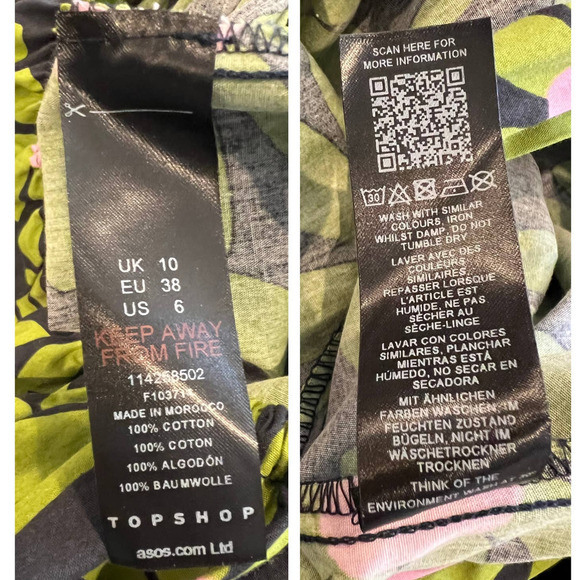 UK 10
EU 38
US 6
KEEP AWAY
FROM FIRE
114258502
MADE IN MOROCCO
100% COTTON
100% COTON
100% ALGODÓN
100% BAUMWOLLE
TOPSHOP
asos.com Ltd
SCAN HERE FOR
MORE INFORMATION
30
WASH WITH SIMILAR
COLOURS, IRON
WHILST DAMP, DO NOT
TUMBLE DRY
LAVER AVEC DES
COULEURS
SIMILAIRES,
REPASSER LORSQUE
L'ARTICLE EST
HUMIDE, NE PAS
SÉCHER AU
SÈCHE-LINGE
LAVAR CON COLORES
SIMILARES, PLANCHAR
MIENTRAS ESTÁ
HÚMEDO, NO SECAR EN
SECADORA
MIT ÄHNLICHEN
FARBEN WASCHEN, IM
FEUCHTEN ZUSTAND
BÜGELN, NICHT IM
WÄSCHETROCKNER
TROCKNEN
THINK OF THE
ENVIRONMENT WASH AT